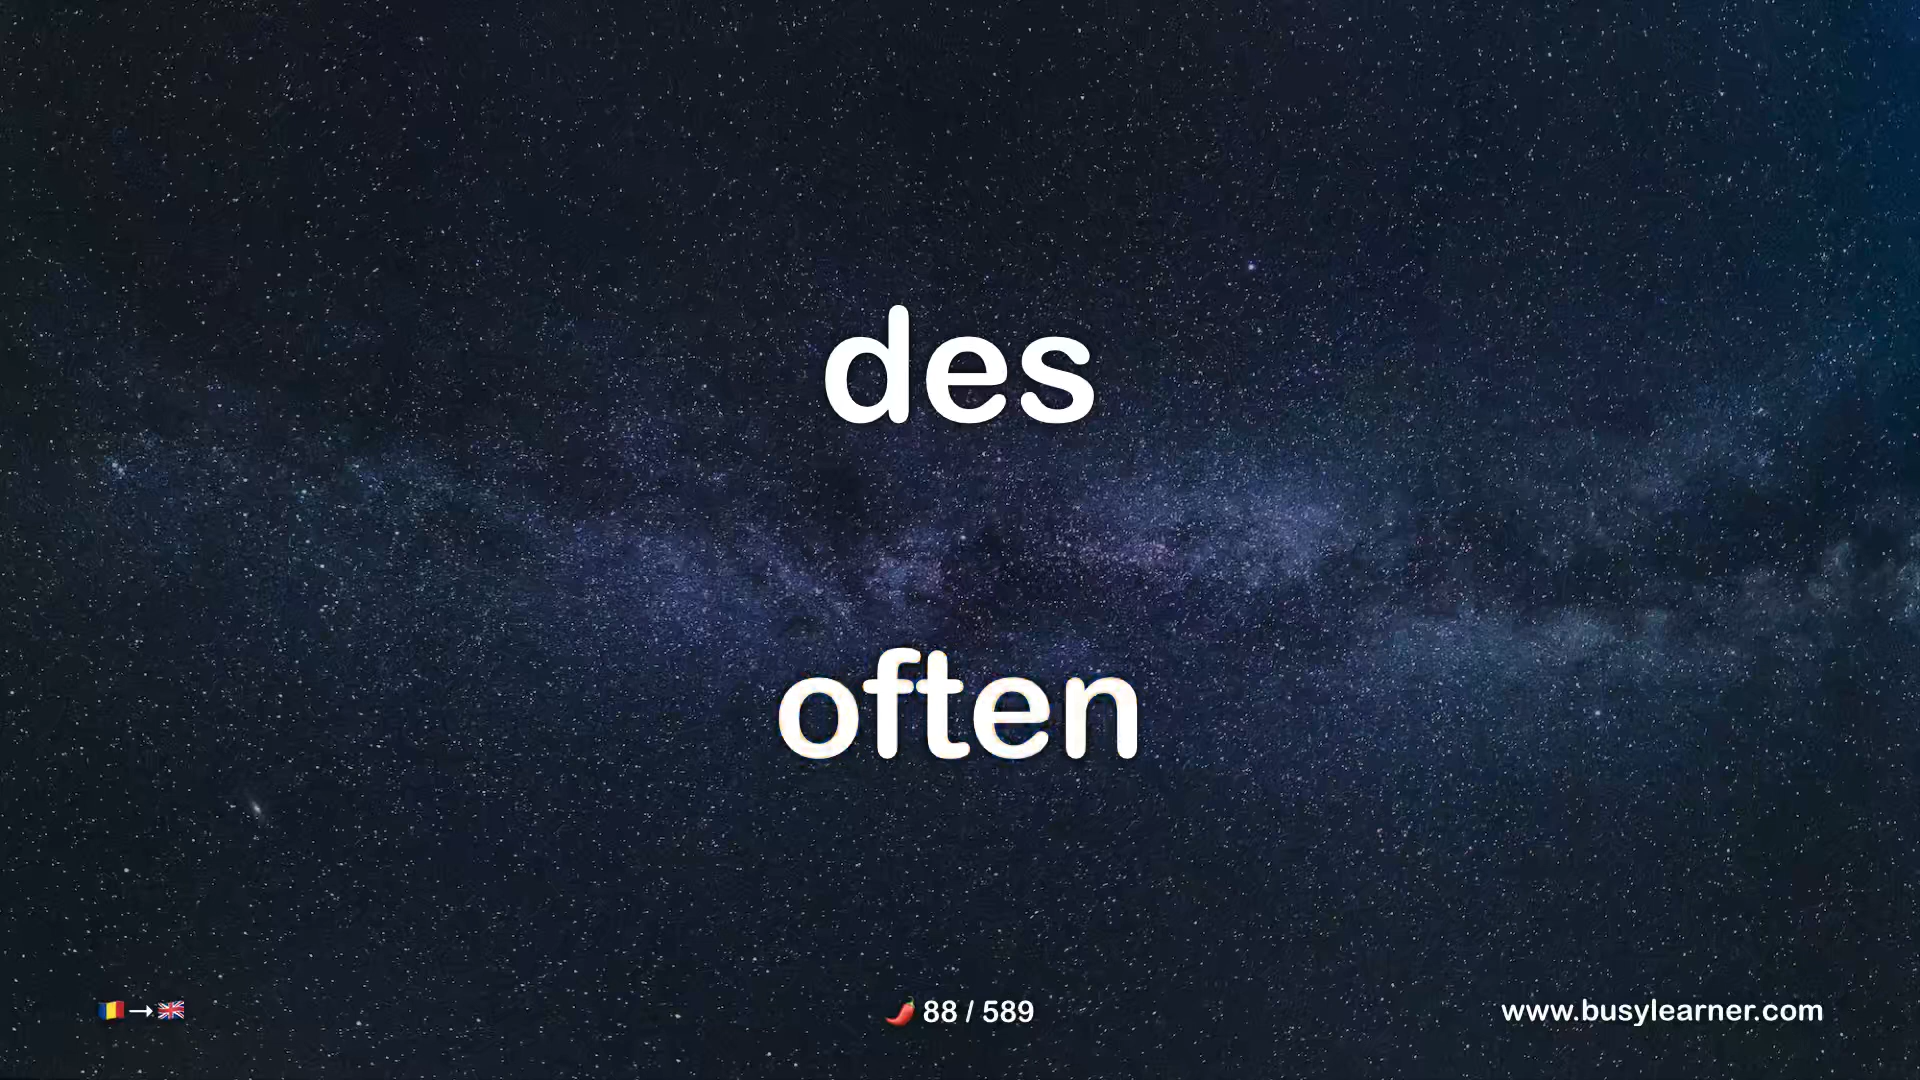 des
often
🇷🇴→🇬🇧
🌶️ 88 / 589
www.busylearner.com